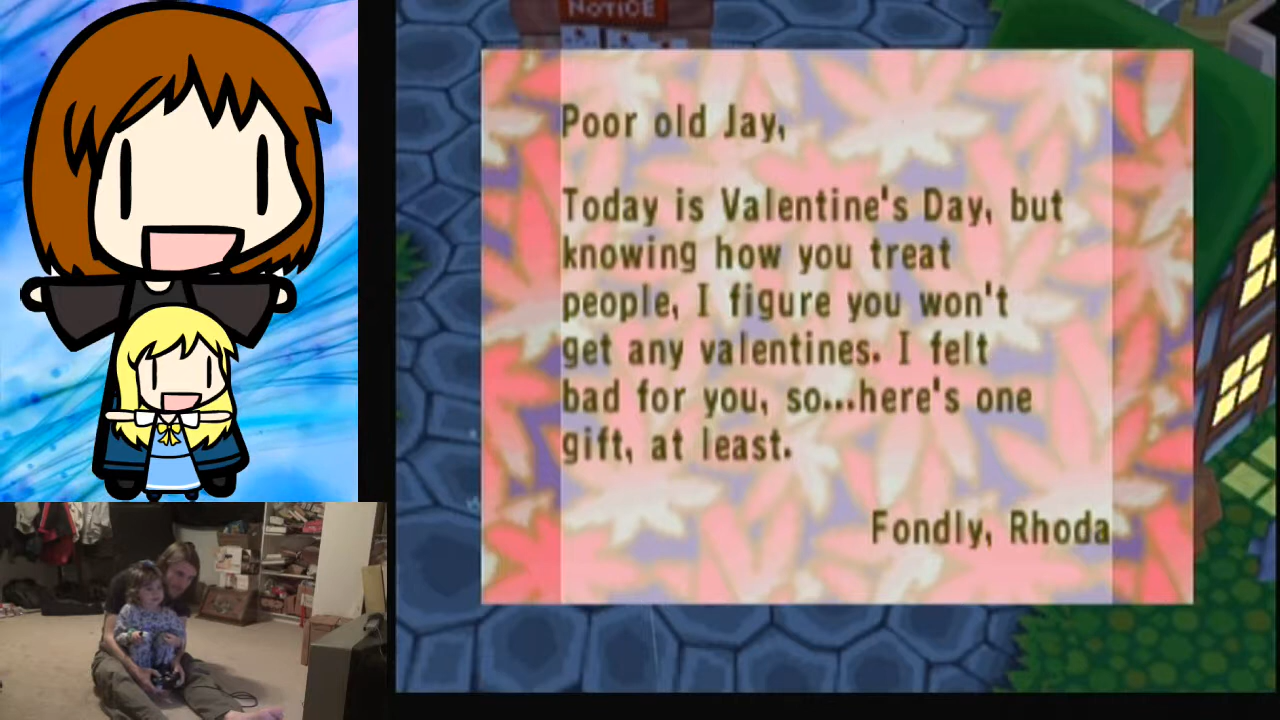 NOTICE
Poor old Jay,
Today is Valentine's Day, but
knowing how you treat
people, I figure you won't
get any valentines. I felt
bad for you, so...here's one
gift, at least.
Fondly, Rhoda